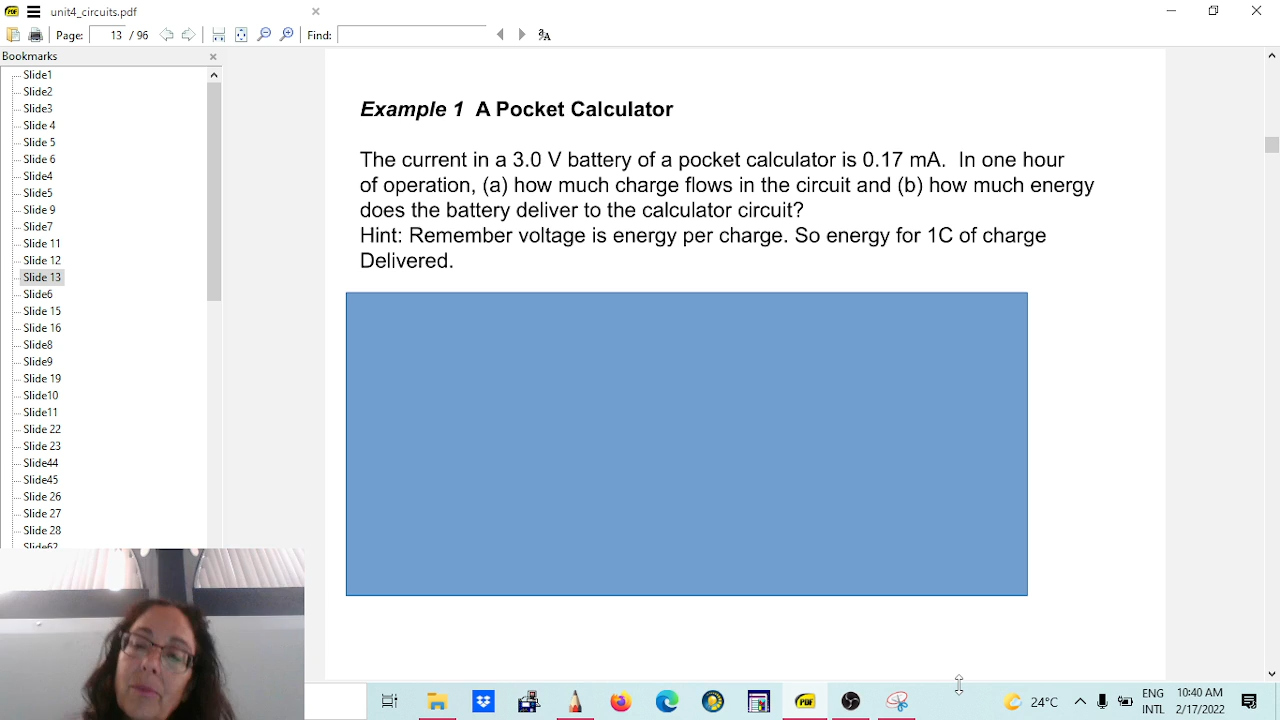 unit4_circuits.pdf
Page: 13 / 96 Find:
Bookmarks
Slide1
Slide2
Slide3
Slide 4
Slide 5
Slide 6
Slide4
Slide5
Slide 9
Slide7
Slide 11
Slide 12
Slide 13
Slide6
Slide 15
Slide 16
Slide8
Slide9
Slide 19
Slide10
Slide11
Slide 22
Slide 23
Slide44
Slide45
Slide 26
Slide 27
Slide 28
Slide62
Example 1 A Pocket Calculator
The current in a 3.0 V battery of a pocket calculator is 0.17 mA. In one hour
of operation, (a) how much charge flows in the circuit and (b) how much energy
does the battery deliver to the calculator circuit?
Hint: Remember voltage is energy per charge. So energy for 1C of charge
Delivered.
PDF
24°C
ENG
INTL
10:40 AM
2/17/2022